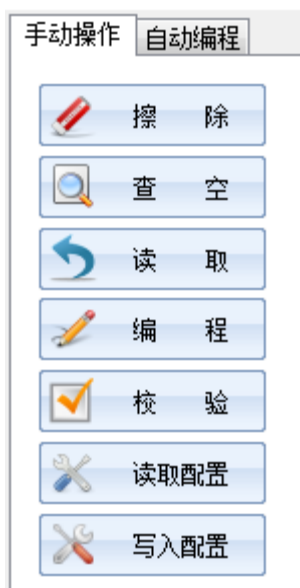 手动操作 自动编程
擦 除
查 空
读 取
编 程
校 验
读取配置
写入配置